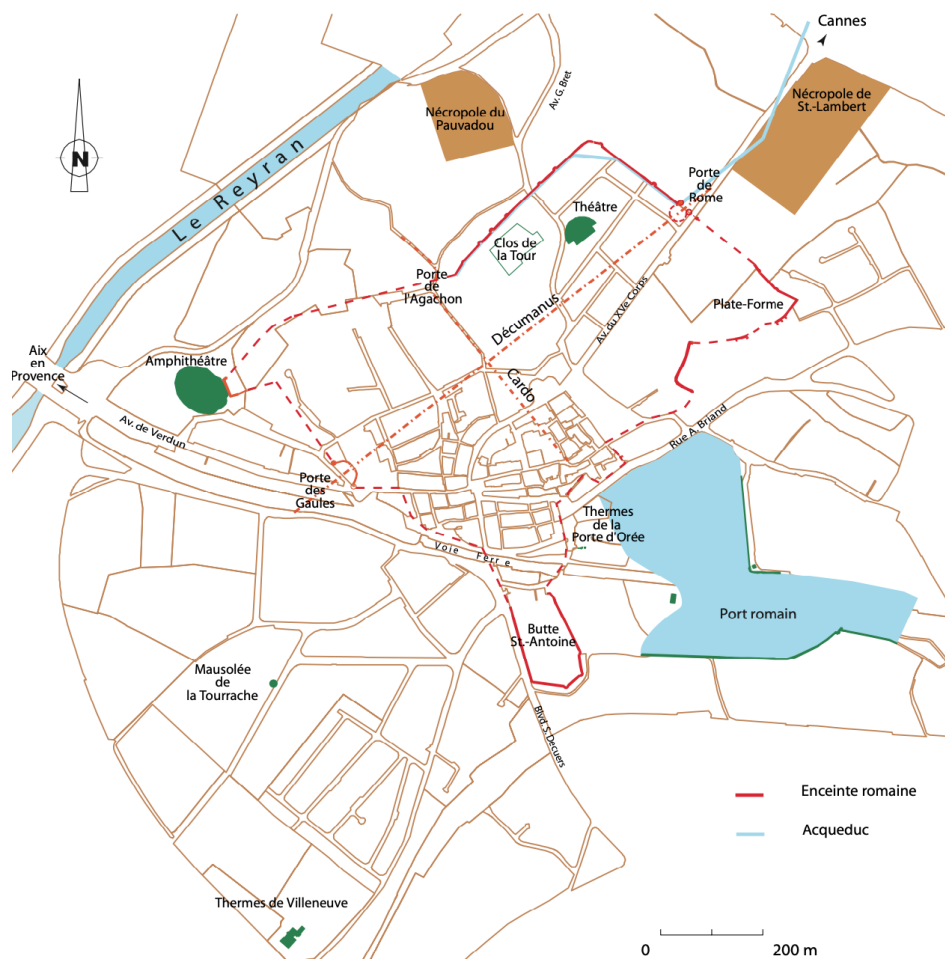 Cannes
Nécropole de
St.-Lambert
Av. G. Bret
Nécropole du
Pauvadou
N
Le Reyran
Porte
de
Rome
Théâtre
Clos de
la Tour
Porte
de
l'Agachon
Décumanus
Av. du XVe Corps
Plate-Forme
Aix
en
Provence
Amphithéâtre
Cardo
Rue A. Briand
Av. de Verdun
Porte
des
Gaules
Thermes
de la
Porte d'Orée
Voie Ferre
Port romain
Butte
St.-Antoine
Mausolée
de
la Tourrache
Blvd. S. Decuers
Enceinte romaine
Acqueduc
Thermes de Villeneuve
0 200 m